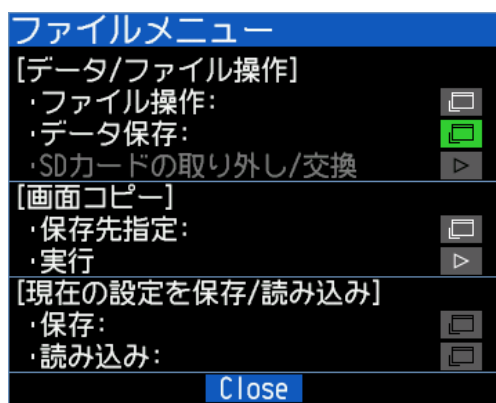 ファイルメニュー
[データ/ファイル操作]
・ファイル操作:
・データ保存:
・SDカードの取り外し/交換
[画面コピー]
・保存先指定:
・実行
[現在の設定を保存/読み込み]
・保存:
・読み込み:
Close